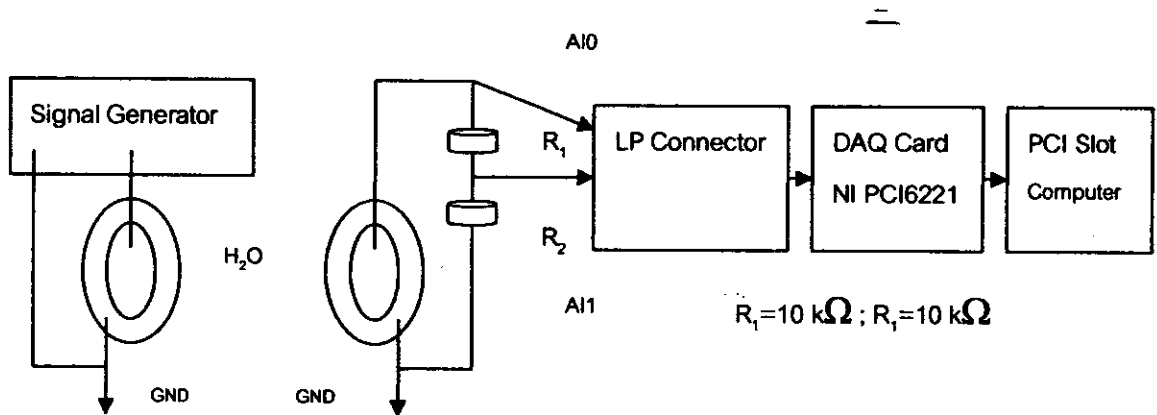 AI0
Signal Generator
R₁
LP Connector
DAQ Card
NI PCI6221
PCI Slot
Computer
H₂O
R₂
AI1
R₁=10 kΩ ; R₁=10 kΩ
GND
GND